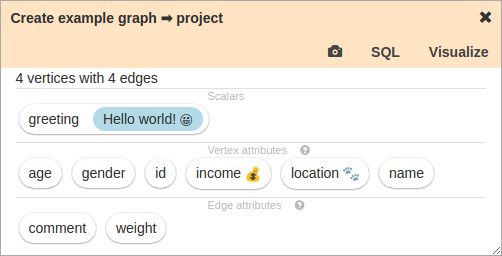 Create example graph ➡ project ✖
SQL Visualize
4 vertices with 4 edges
Scalars
greeting Hello world! 😀
Vertex attributes ?
age gender id income 💰 location 🐾 name
Edge attributes ?
comment weight